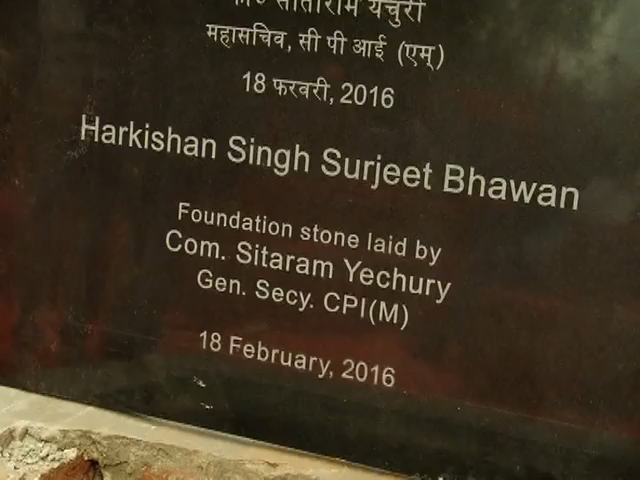 का० सीताराम येचुरी
महासचिव, सी पी आई (एम्)
18 फरवरी, 2016
Harkishan Singh Surjeet Bhawan
Foundation stone laid by
Com. Sitaram Yechury
Gen. Secy. CPI(M)
18 February, 2016